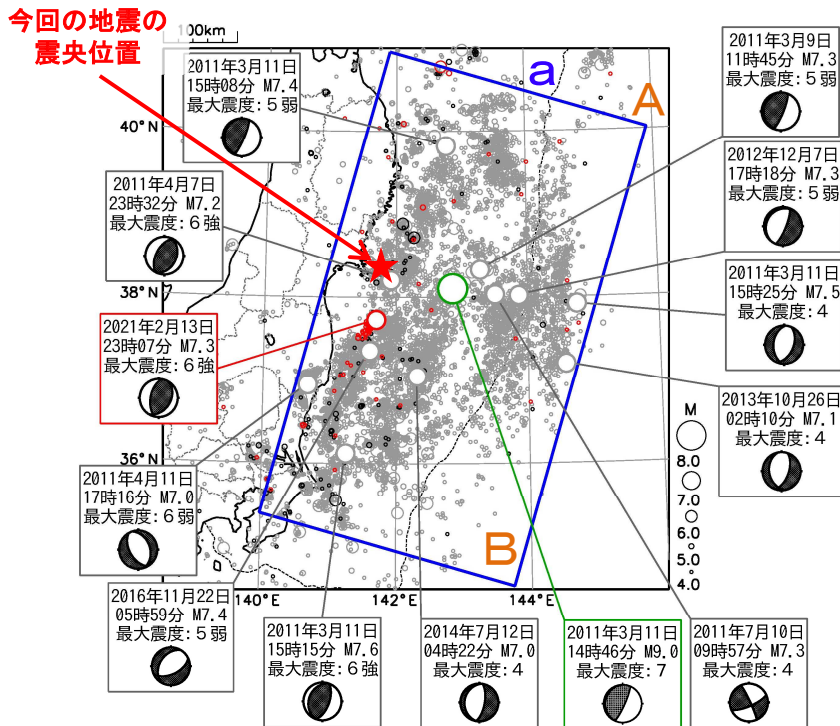 今回の地震の
震央位置
100km
a
A
B
40°N
38°N
36°N
140°E
142°E
144°E
2011年3月11日
15時08分 M7.4
最大震度:5弱
2011年4月7日
23時32分 M7.2
最大震度:6強
2021年2月13日
23時07分 M7.3
最大震度:6強
2011年4月11日
17時16分 M7.0
最大震度:6弱
2016年11月22日
05時59分 M7.4
最大震度:5弱
2011年3月11日
15時15分 M7.6
最大震度:6強
2014年7月12日
04時22分 M7.0
最大震度:4
2011年3月11日
14時46分 M9.0
最大震度:7
2011年7月10日
09時57分 M7.3
最大震度:4
2011年3月9日
11時45分 M7.3
最大震度:5弱
2012年12月7日
17時18分 M7.3
最大震度:5弱
2011年3月11日
15時25分 M7.5
最大震度:4
2013年10月26日
02時10分 M7.1
最大震度:4
M
8.0
7.0
6.0
5.0
4.0